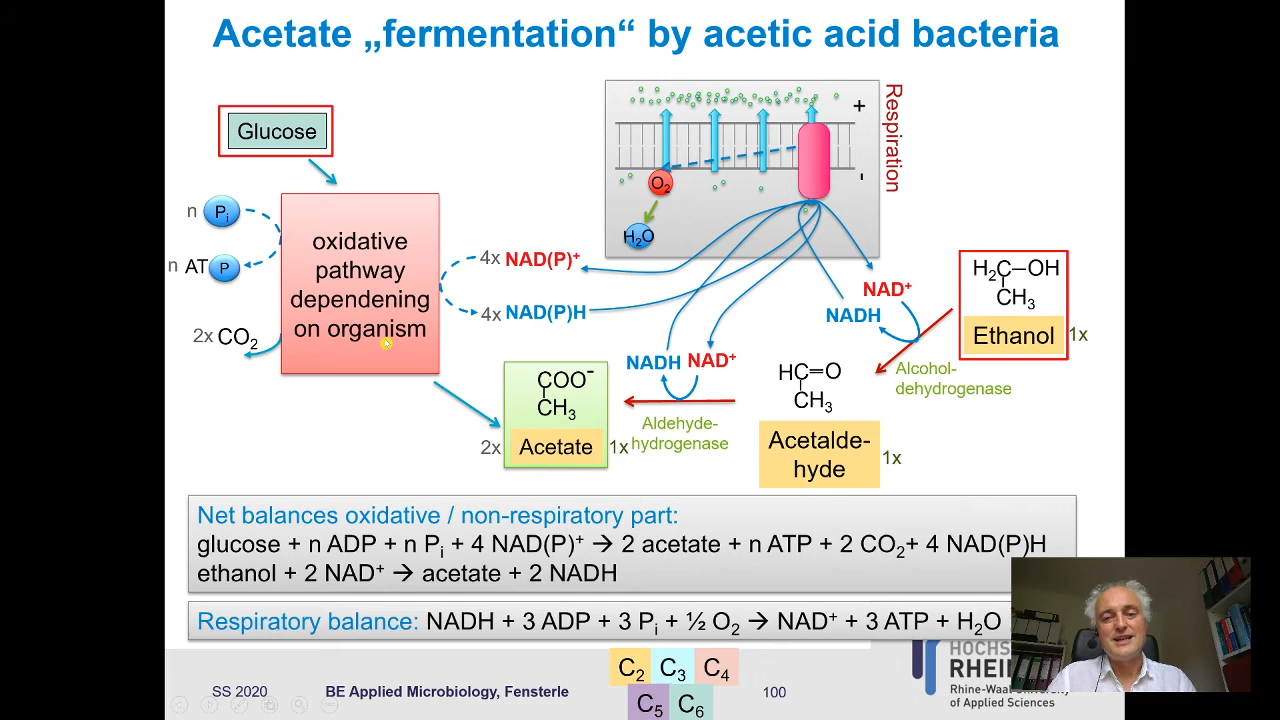 Acetate „fermentation“ by acetic acid bacteria
Glucose
n Pi
n AT P
2x CO2
oxidative
pathway
dependening
on organism
4x NAD(P)+
4x NAD(P)H
Respiration
+
-
O2
H2O
NAD+
NADH
H2C–OH
CH3
Ethanol
1x
Alcohol-
dehydrogenase
NADH NAD+
HC=O
CH3
Acetalde-
hyde
1x
Aldehyde-
hydrogenase
COO-
CH3
2x Acetate 1x
Net balances oxidative / non-respiratory part:
glucose + n ADP + n Pi + 4 NAD(P)+ → 2 acetate + n ATP + 2 CO2+ 4 NAD(P)H
ethanol + 2 NAD+ → acetate + 2 NADH
Respiratory balance: NADH + 3 ADP + 3 Pi + ½ O2 → NAD+ + 3 ATP + H2O
C2 C3 C4
C5 C6
SS 2020 BE Applied Microbiology, Fensterle 100
Rhine-Waal
of Applied Sciences